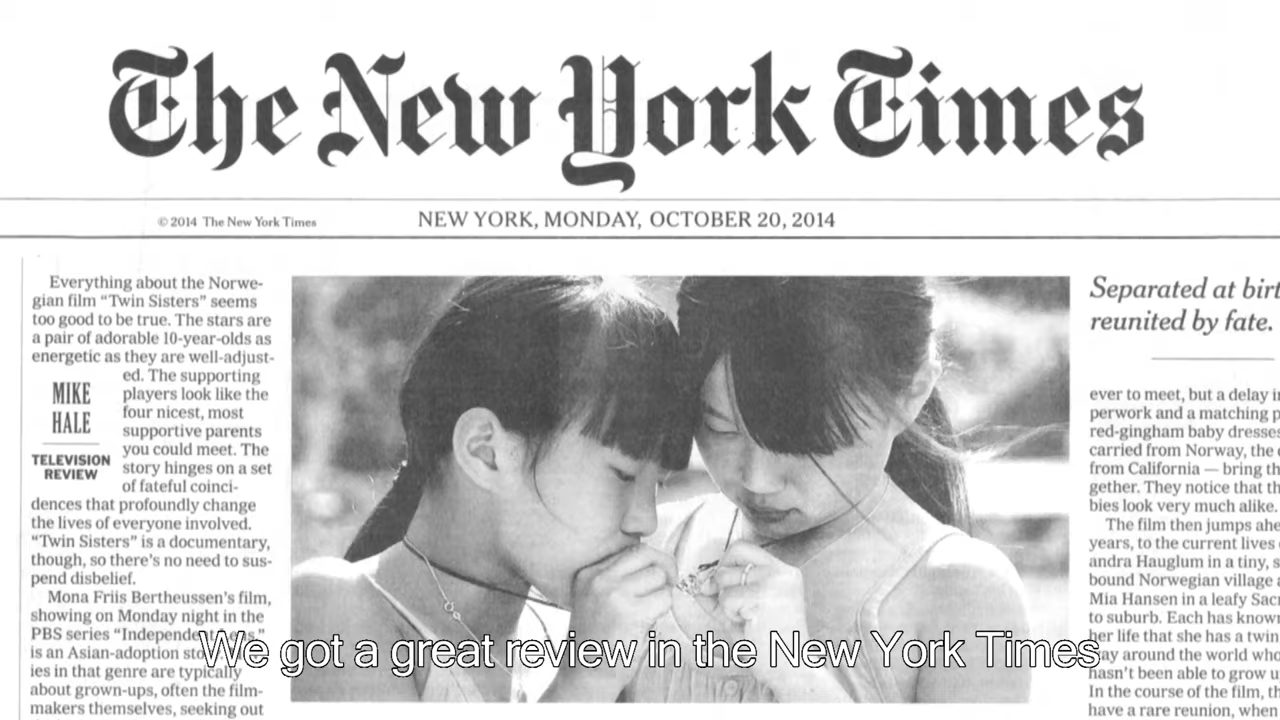 The New York Times
© 2014 The New York Times
NEW YORK, MONDAY, OCTOBER 20, 2014
Everything about the Norwe-
gian film “Twin Sisters” seems
too good to be true. The stars are
a pair of adorable 10-year-olds as
energetic as they are well-adjust-
ed. The supporting
players look like the
four nicest, most
supportive parents
you could meet. The
story hinges on a set
of fateful coinci-
MIKE
HALE
TELEVISION
REVIEW
dences that profoundly change
the lives of everyone involved.
“Twin Sisters” is a documentary,
though, so there’s no need to sus-
pend disbelief.
Mona Friis Bertheussen’s film,
showing on Monday night in the
PBS series
is an Asian-adoption
ies in that genre are typically
about grown-ups, often the film-
makers themselves, seeking out
Separated at
reunited by fate.
ever to meet, but a delay
perwork and a matching
red-gingham baby dresses
carried from Norway, the
from California — bring
gether. They notice that
bies look very much alike.
The film then jumps
years, to the current lives
andra Hauglum in a tiny,
bound Norwegian village
Mia Hansen in a leafy
to suburb. Each has known
her life that she has a twin
around the world
hasn’t been able to grow
In the course of the film,
have a rare reunion, when
We got a great review in the New York Times